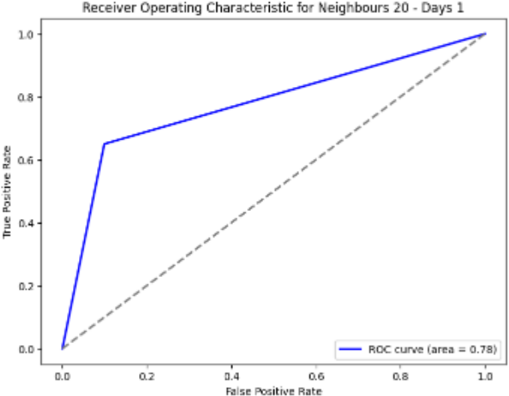 Receiver Operating Characteristic for Neighbours 20 - Days 1
1.0
0.8
0.6
0.4
0.2
0.0
True Positive Rate
0.0 0.2 0.4 0.6 0.8 1.0
False Positive Rate
ROC curve (area = 0.78)